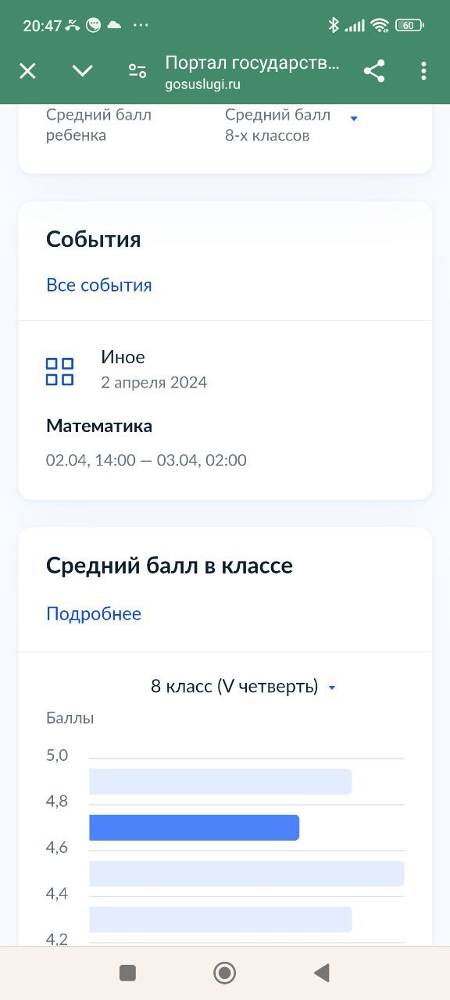 20:47
60
Портал государств...
gosuslugi.ru
Средний балл ребенка
Средний балл 8-х классов
События
Все события
Иное
2 апреля 2024
Математика
02.04, 14:00 — 03.04, 02:00
Средний балл в классе
Подробнее
8 класс (V четверть)
Баллы
5,0
4,8
4,6
4,4
4,2